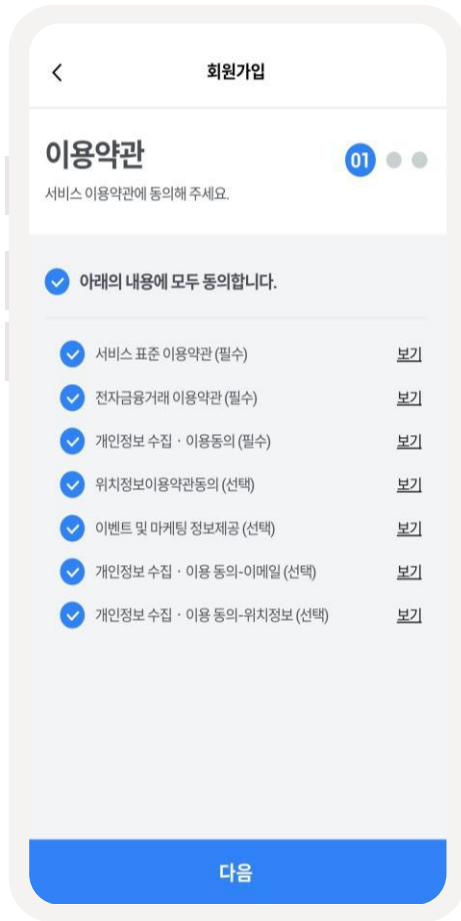 회원가입
이용약관
01
서비스 이용약관에 동의해 주세요.
아래의 내용에 모두 동의합니다.
서비스 표준 이용약관 (필수) 보기
전자금융거래 이용약관 (필수) 보기
개인정보 수집 · 이용동의 (필수) 보기
위치정보이용약관동의 (선택) 보기
이벤트 및 마케팅 정보제공 (선택) 보기
개인정보 수집 · 이용 동의-이메일 (선택) 보기
개인정보 수집 · 이용 동의-위치정보 (선택) 보기
다음